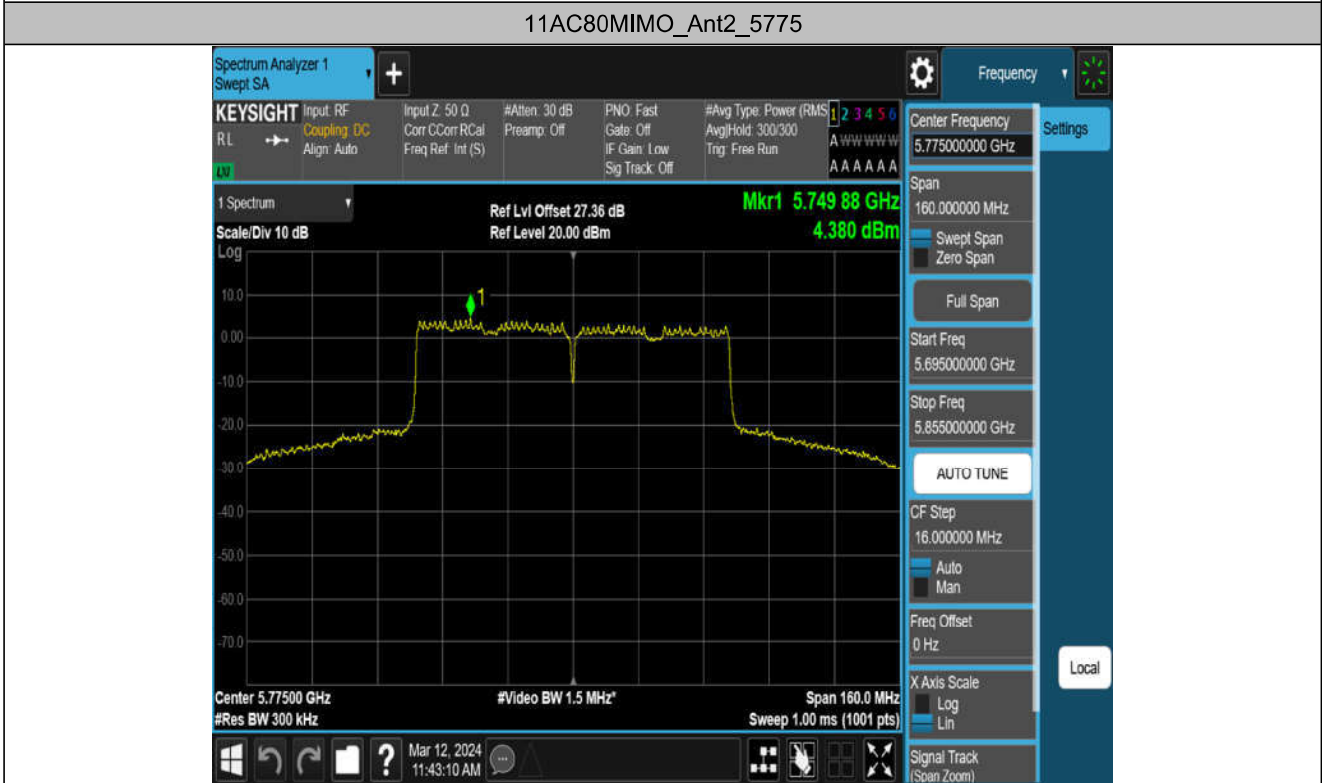 11AC80MIMO_Ant2_5775
Spectrum Analyzer 1
Swept SA
+
Frequency
KEYSIGHT
RL
LXI
Input: RF
Coupling: DC
Align: Auto
Input Z: 50 Ω
Corr CCorr RCal
Freq Ref: Int (S)
#Atten: 30 dB
Preamp: Off
PNO: Fast
Gate: Off
IF Gain: Low
Sig Track: Off
#Avg Type: Power (RMS
Avg|Hold: 300/300
Trig: Free Run
1 2 3 4 5 6
A W W W W W
A A A A A A
Center Frequency
5.775000000 GHz
Settings
1 Spectrum
Scale/Div 10 dB
Log
Ref Lvl Offset 27.36 dB
Ref Level 20.00 dBm
Mkr1 5.749 88 GHz
4.380 dBm
Span
160.000000 MHz
Swept Span
Zero Span
Full Span
Start Freq
5.695000000 GHz
Stop Freq
5.855000000 GHz
AUTO TUNE
CF Step
16.000000 MHz
Auto
Man
Freq Offset
0 Hz
X Axis Scale
Log
Lin
Signal Track
(Span Zoom)
Local
1
10.0
0.00
-10.0
-20.0
-30.0
-40.0
-50.0
-60.0
-70.0
Center 5.77500 GHz
#Res BW 300 kHz
#Video BW 1.5 MHz*
Span 160.0 MHz
Sweep 1.00 ms (1001 pts)
?
Mar 12, 2024
11:43:10 AM